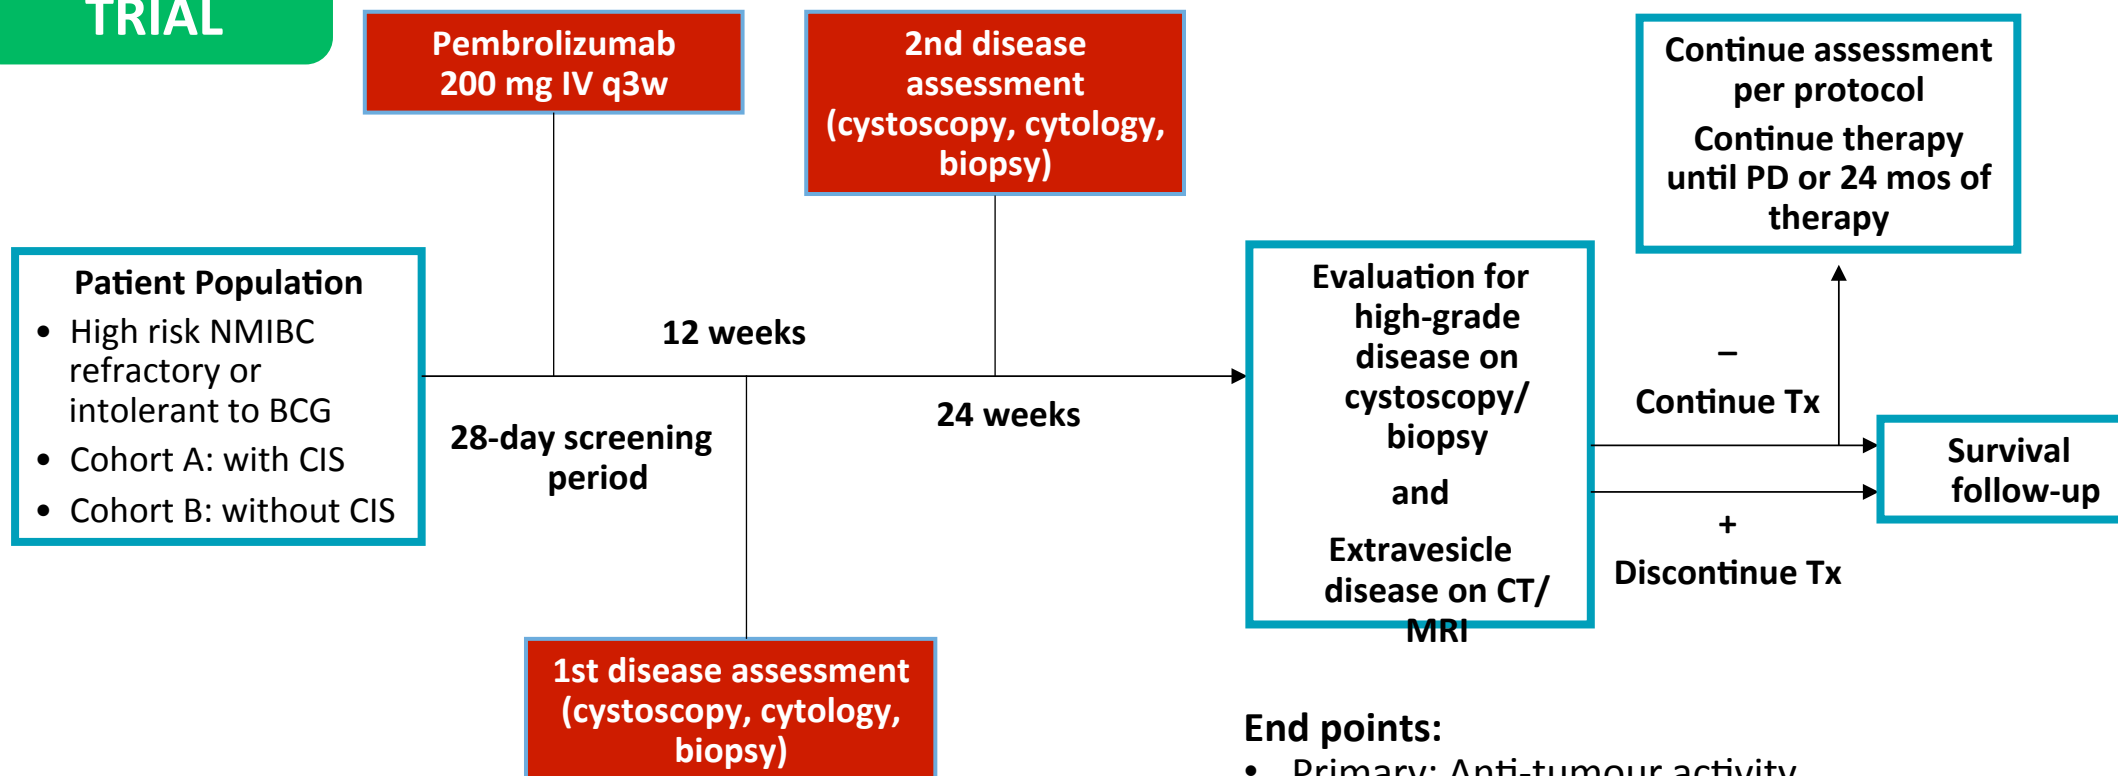 TRIAL
Pembrolizumab
200 mg IV q3w
2nd disease
assessment
(cystoscopy, cytology,
biopsy)
Continue assessment
per protocol
Continue therapy
until PD or 24 mos of
therapy
Patient Population
• High risk NMIBC
refractory or
intolerant to BCG
• Cohort A: with CIS
• Cohort B: without CIS
12 weeks
28-day screening
period
24 weeks
1st disease assessment
(cystoscopy, cytology,
biopsy)
Evaluation for
high-grade
disease on
cystoscopy/
biopsy
and
Extravesicle
disease on CT/
MRI
–
Continue Tx
+
Discontinue Tx
Survival
follow-up
End points:
• Primary: Anti-tumour activity